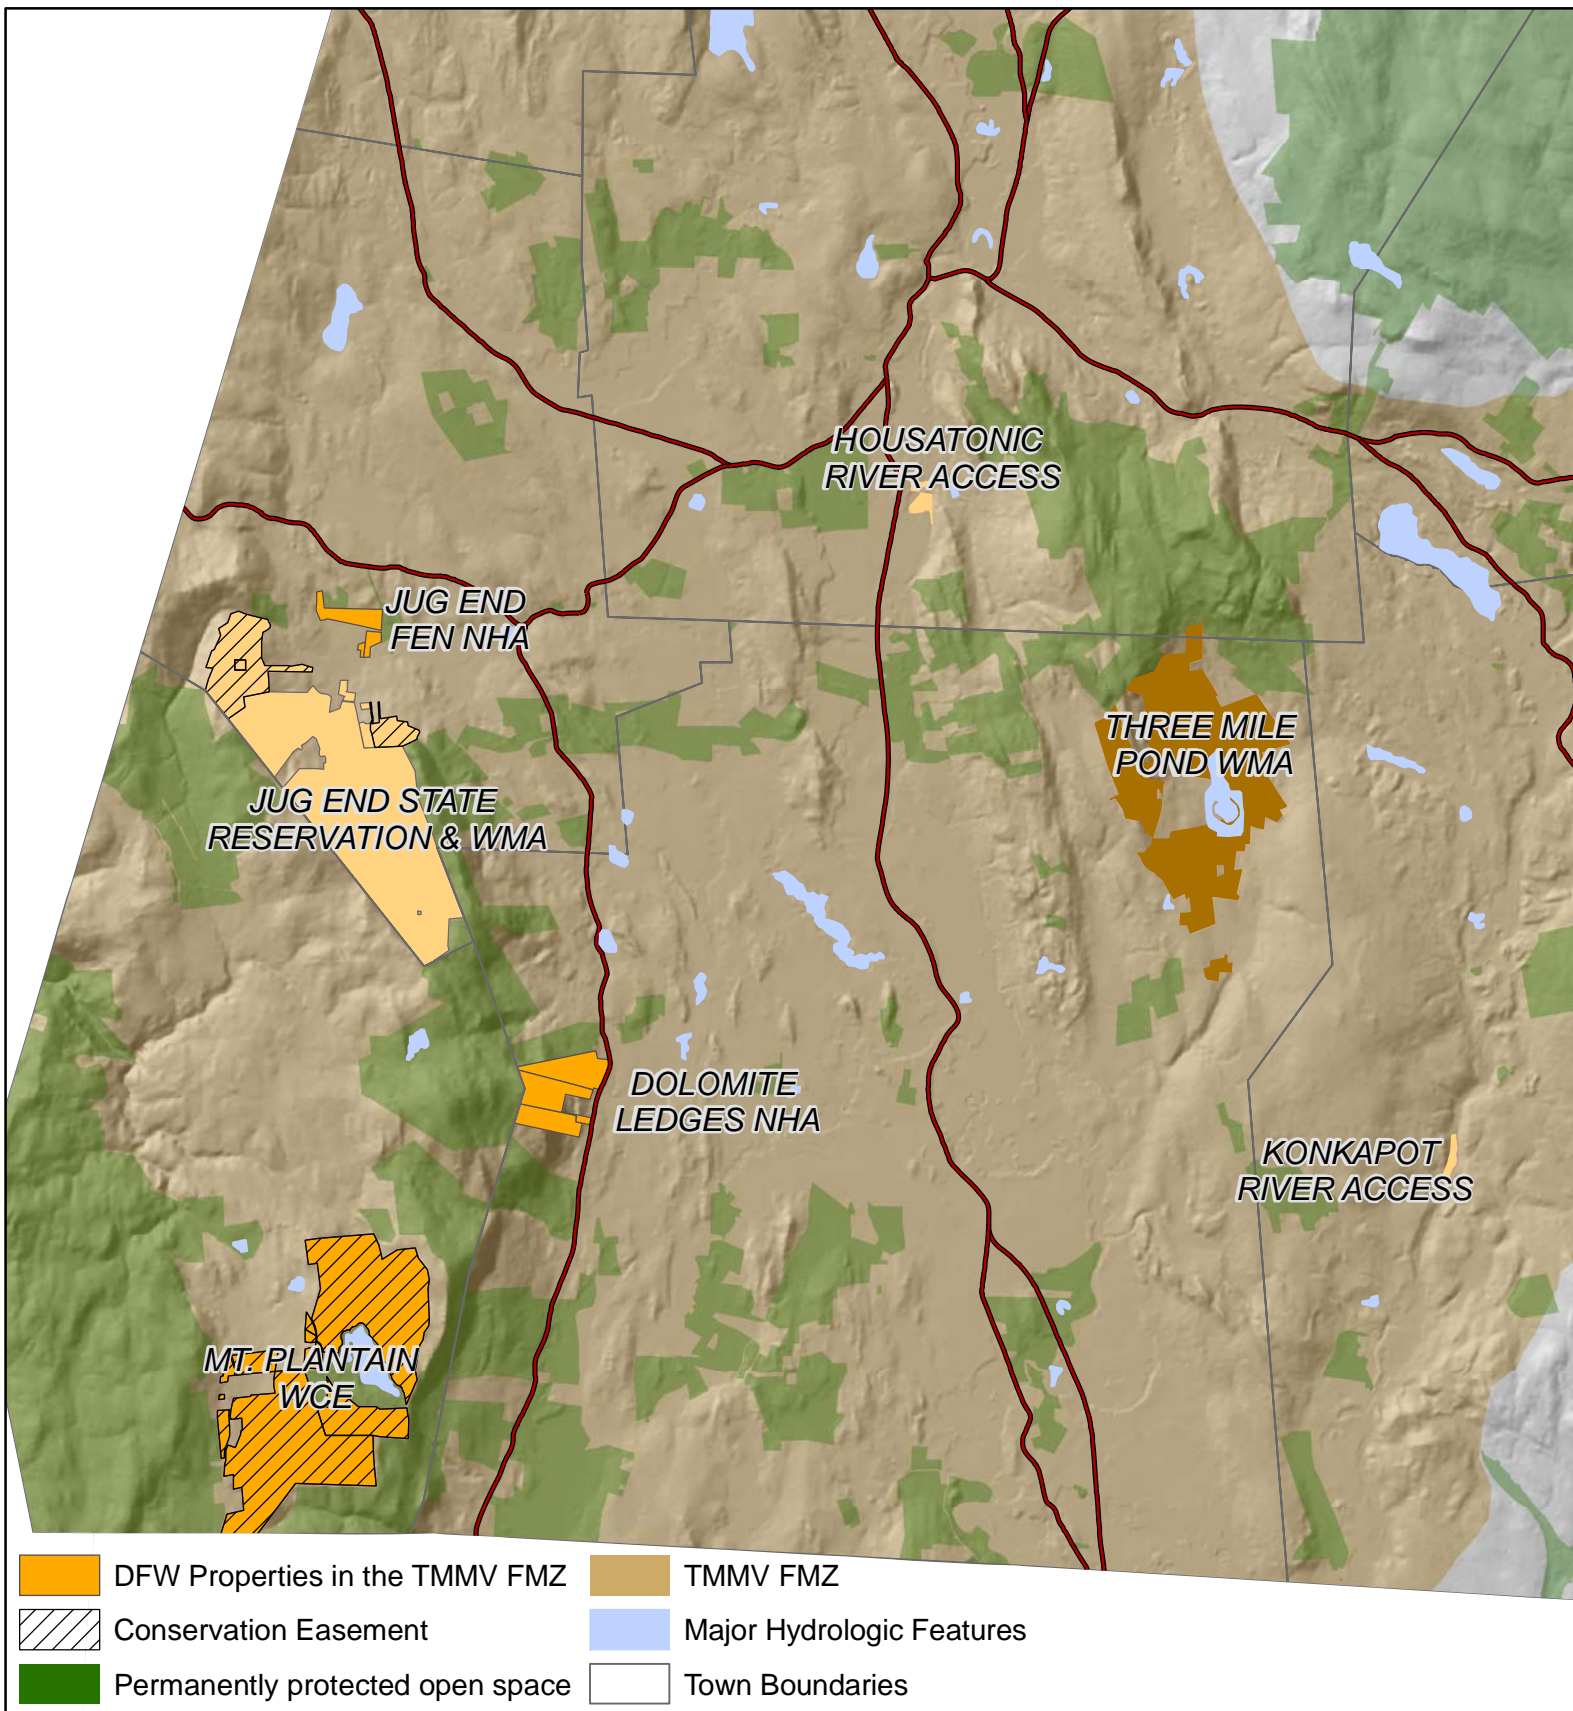 HOUSATONIC
RIVER ACCESS
JUG END
FEN NHA
THREE MILE
POND WMA
JUG END STATE
RESERVATION & WMA
DOLOMITE
LEDGES NHA
KONKAPOT
RIVER ACCESS
MT. PLANTAIN
WCE
DFW Properties in the TMMV FMZ
Conservation Easement
Permanently protected open space
TMMV FMZ
Major Hydrologic Features
Town Boundaries